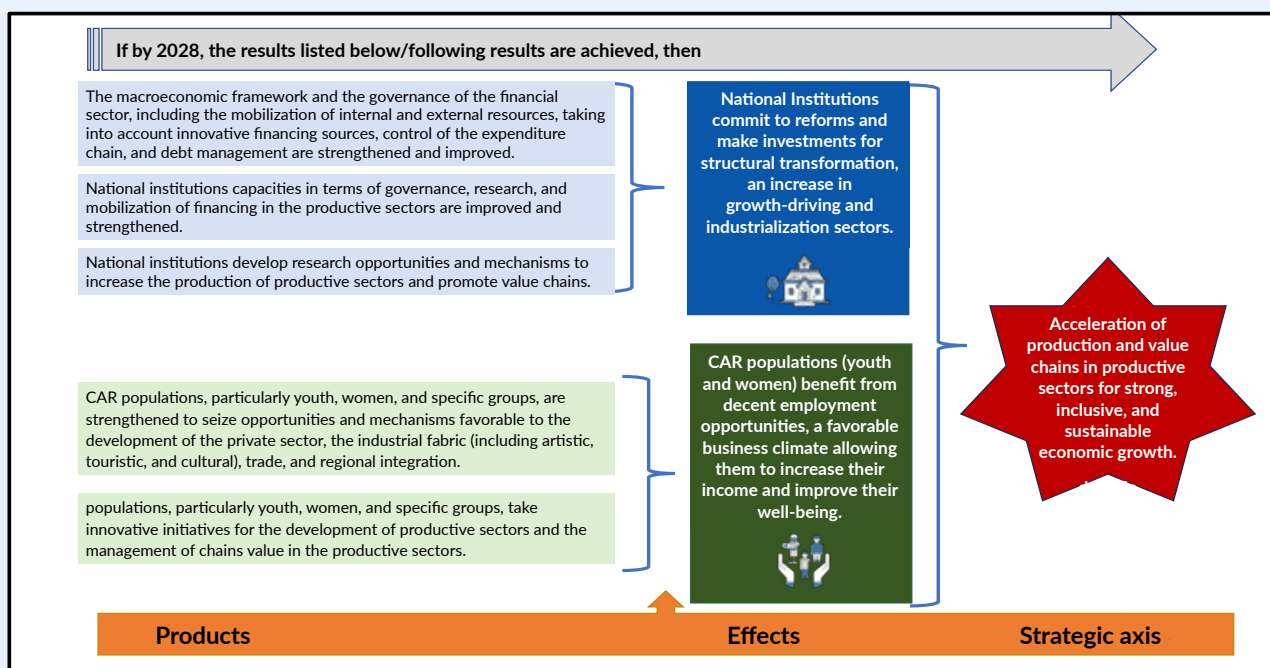 If by 2028, the results listed below/following results are achieved, then
The macroeconomic framework and the governance of the financial
sector, including the mobilization of internal and external resources, taking
into account innovative financing sources, control of the expenditure
chain, and debt management are strengthened and improved.
National institutions capacities in terms of governance, research, and
mobilization of financing in the productive sectors are improved and
strengthened.
National institutions develop research opportunities and mechanisms to
increase the production of productive sectors and promote value chains.
National Institutions
commit to reforms and
make investments for
structural transformation,
an increase in
growth-driving and
industrialization sectors.
CAR populations, particularly youth, women, and specific groups, are
strengthened to seize opportunities and mechanisms favorable to the
development of the private sector, the industrial fabric (including artistic,
touristic, and cultural), trade, and regional integration.
populations, particularly youth, women, and specific groups, take
innovative initiatives for the development of productive sectors and the
management of chains value in the productive sectors.
CAR populations (youth
and women) benefit from
decent employment
opportunities, a favorable
business climate allowing
them to increase their
income and improve their
well-being.
Acceleration of
production and value
chains in productive
sectors for strong,
inclusive, and
sustainable
economic growth.
Products
Effects
Strategic axis